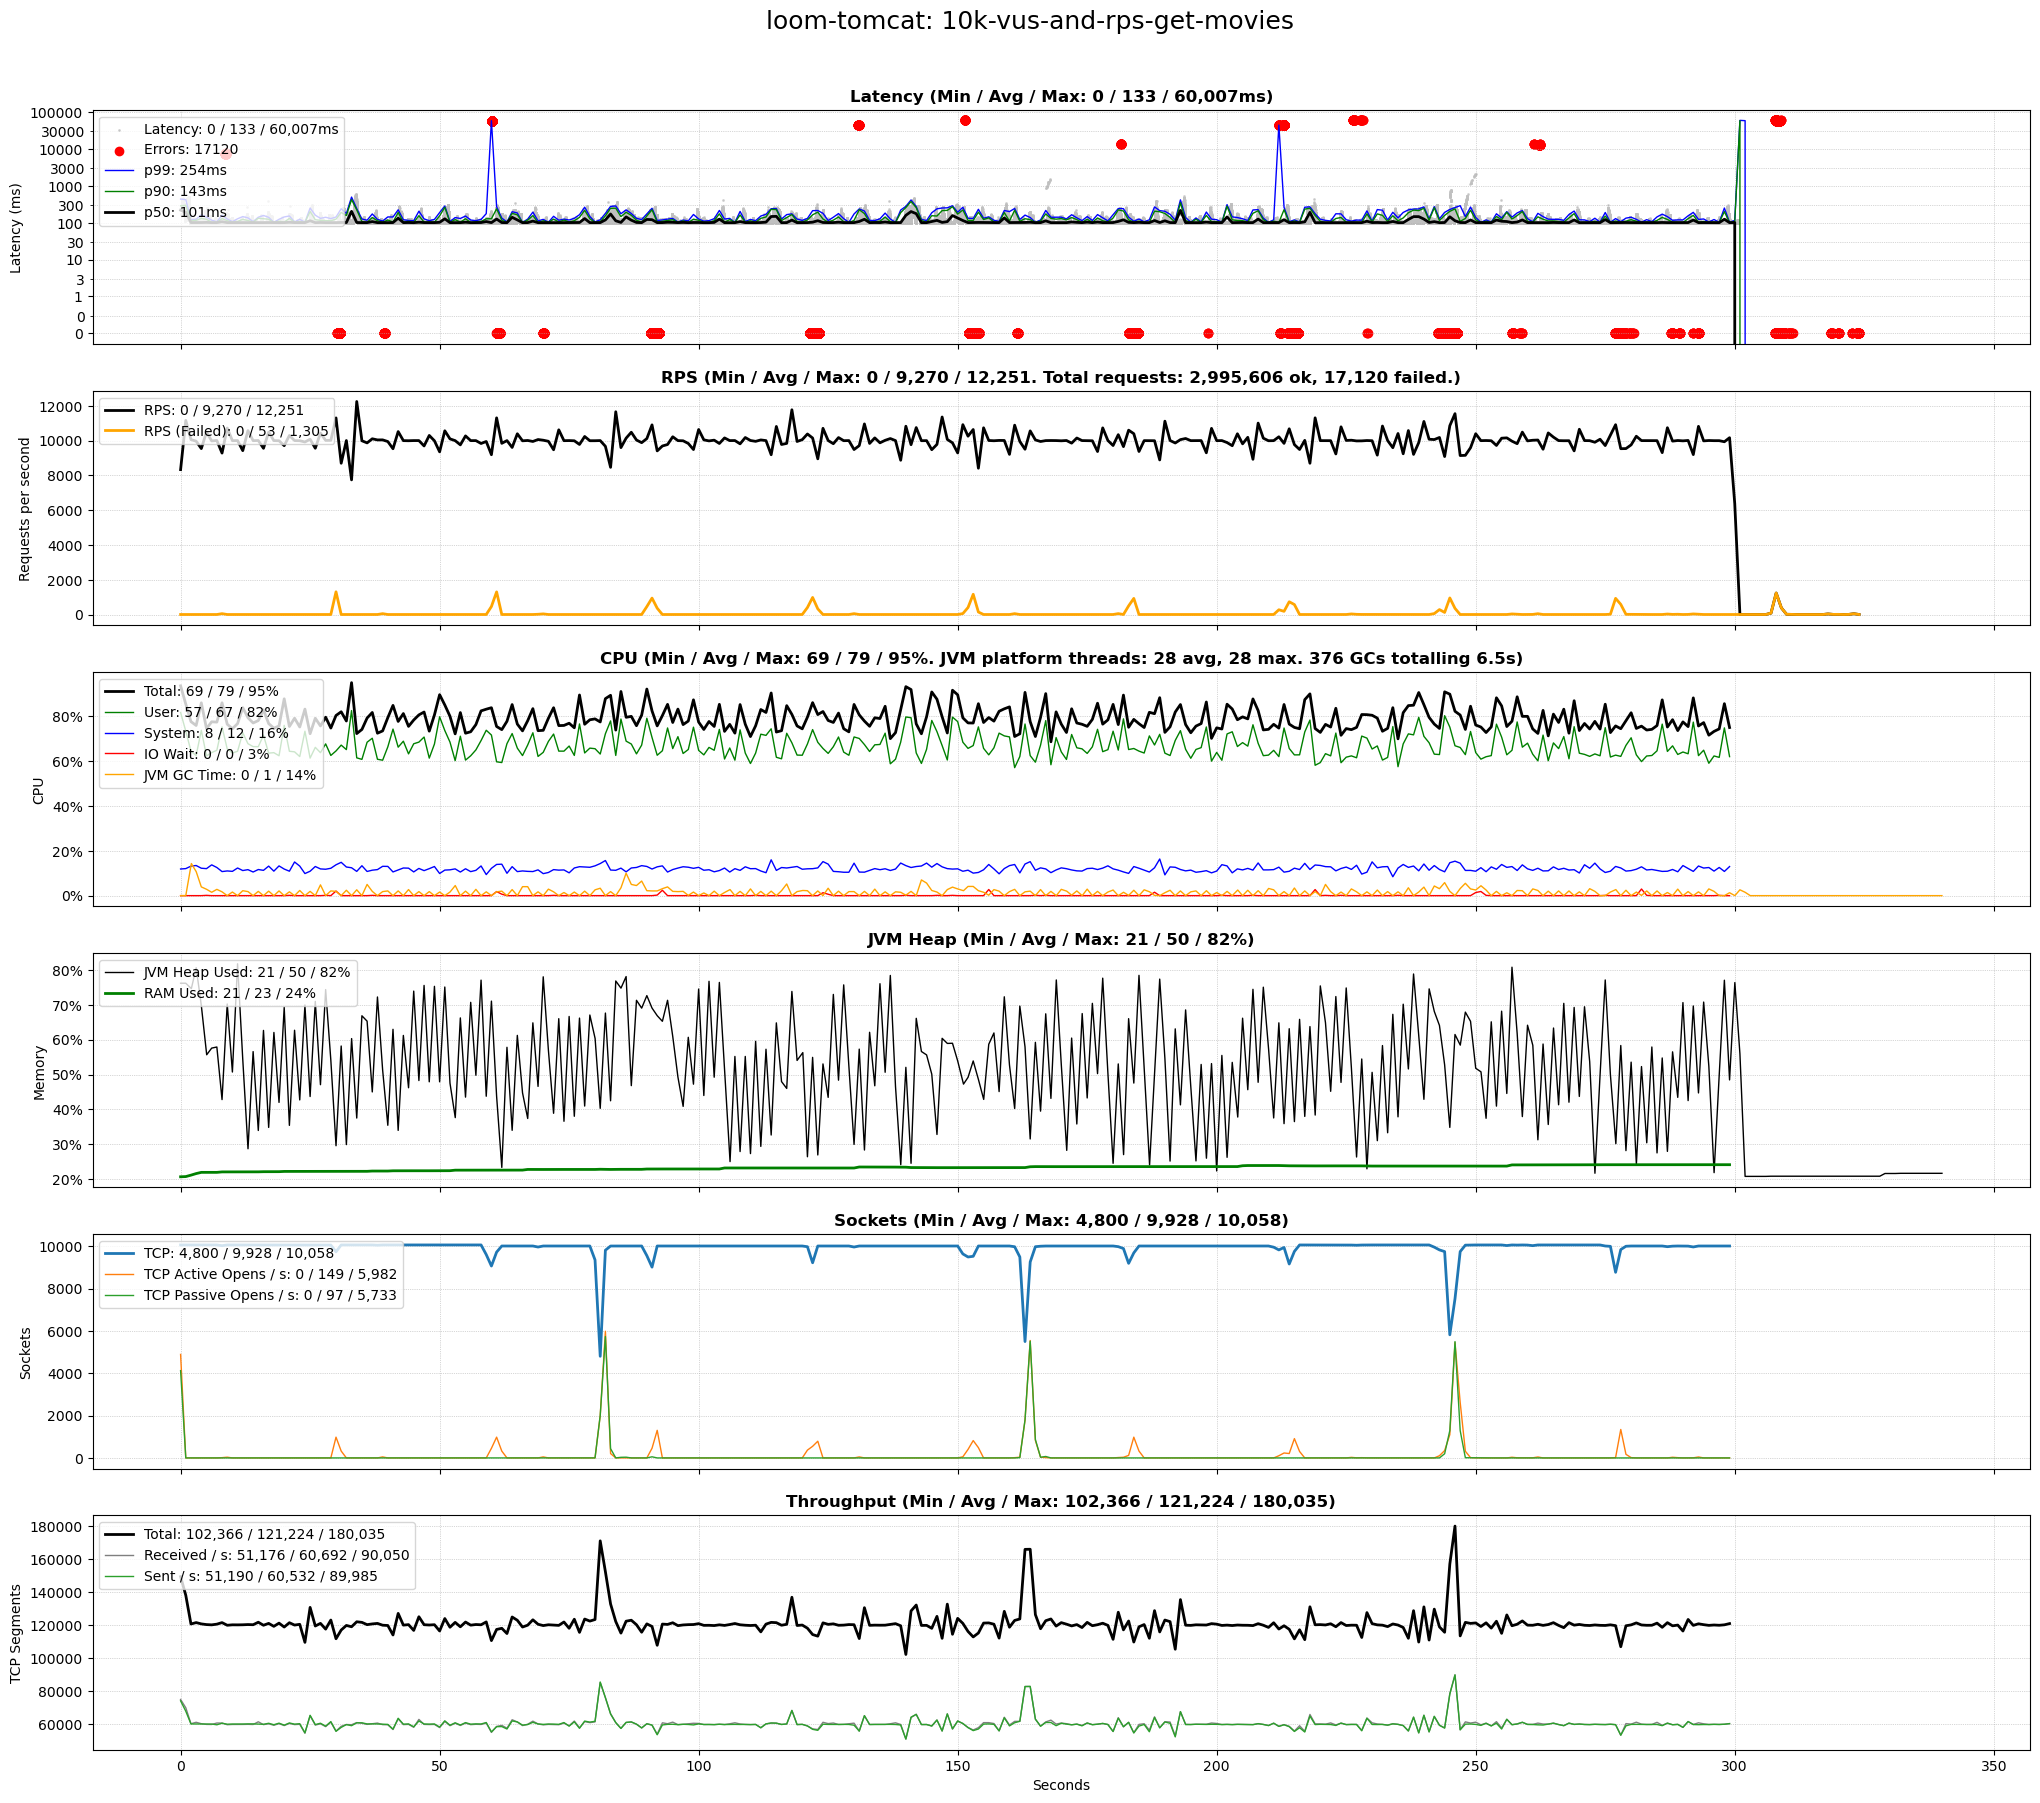 loom-tomcat: 10k-vus-and-rps-get-movies
Latency (Min / Avg / Max: 0 / 133 / 60,007ms)
Latency (ms)
100000
30000
10000
3000
1000
300
100
30
10
3
1
0
0
Latency: 0 / 133 / 60,007ms
Errors: 17120
p99: 254ms
p90: 143ms
p50: 101ms
RPS (Min / Avg / Max: 0 / 9,270 / 12,251. Total requests: 2,995,606 ok, 17,120 failed.)
Requests per second
12000
10000
8000
6000
4000
2000
0
RPS: 0 / 9,270 / 12,251
RPS (Failed): 0 / 53 / 1,305
CPU (Min / Avg / Max: 69 / 79 / 95%. JVM platform threads: 28 avg, 28 max. 376 GCs totalling 6.5s)
CPU
80%
60%
40%
20%
0%
Total: 69 / 79 / 95%
User: 57 / 67 / 82%
System: 8 / 12 / 16%
IO Wait: 0 / 0 / 3%
JVM GC Time: 0 / 1 / 14%
JVM Heap (Min / Avg / Max: 21 / 50 / 82%)
Memory
80%
70%
60%
50%
40%
30%
20%
JVM Heap Used: 21 / 50 / 82%
RAM Used: 21 / 23 / 24%
Sockets (Min / Avg / Max: 4,800 / 9,928 / 10,058)
Sockets
10000
8000
6000
4000
2000
0
TCP: 4,800 / 9,928 / 10,058
TCP Active Opens / s: 0 / 149 / 5,982
TCP Passive Opens / s: 0 / 97 / 5,733
Throughput (Min / Avg / Max: 102,366 / 121,224 / 180,035)
TCP Segments
180000
160000
140000
120000
100000
80000
60000
Total: 102,366 / 121,224 / 180,035
Received / s: 51,176 / 60,692 / 90,050
Sent / s: 51,190 / 60,532 / 89,985
0 50 100 150 200 250 300 350
Seconds